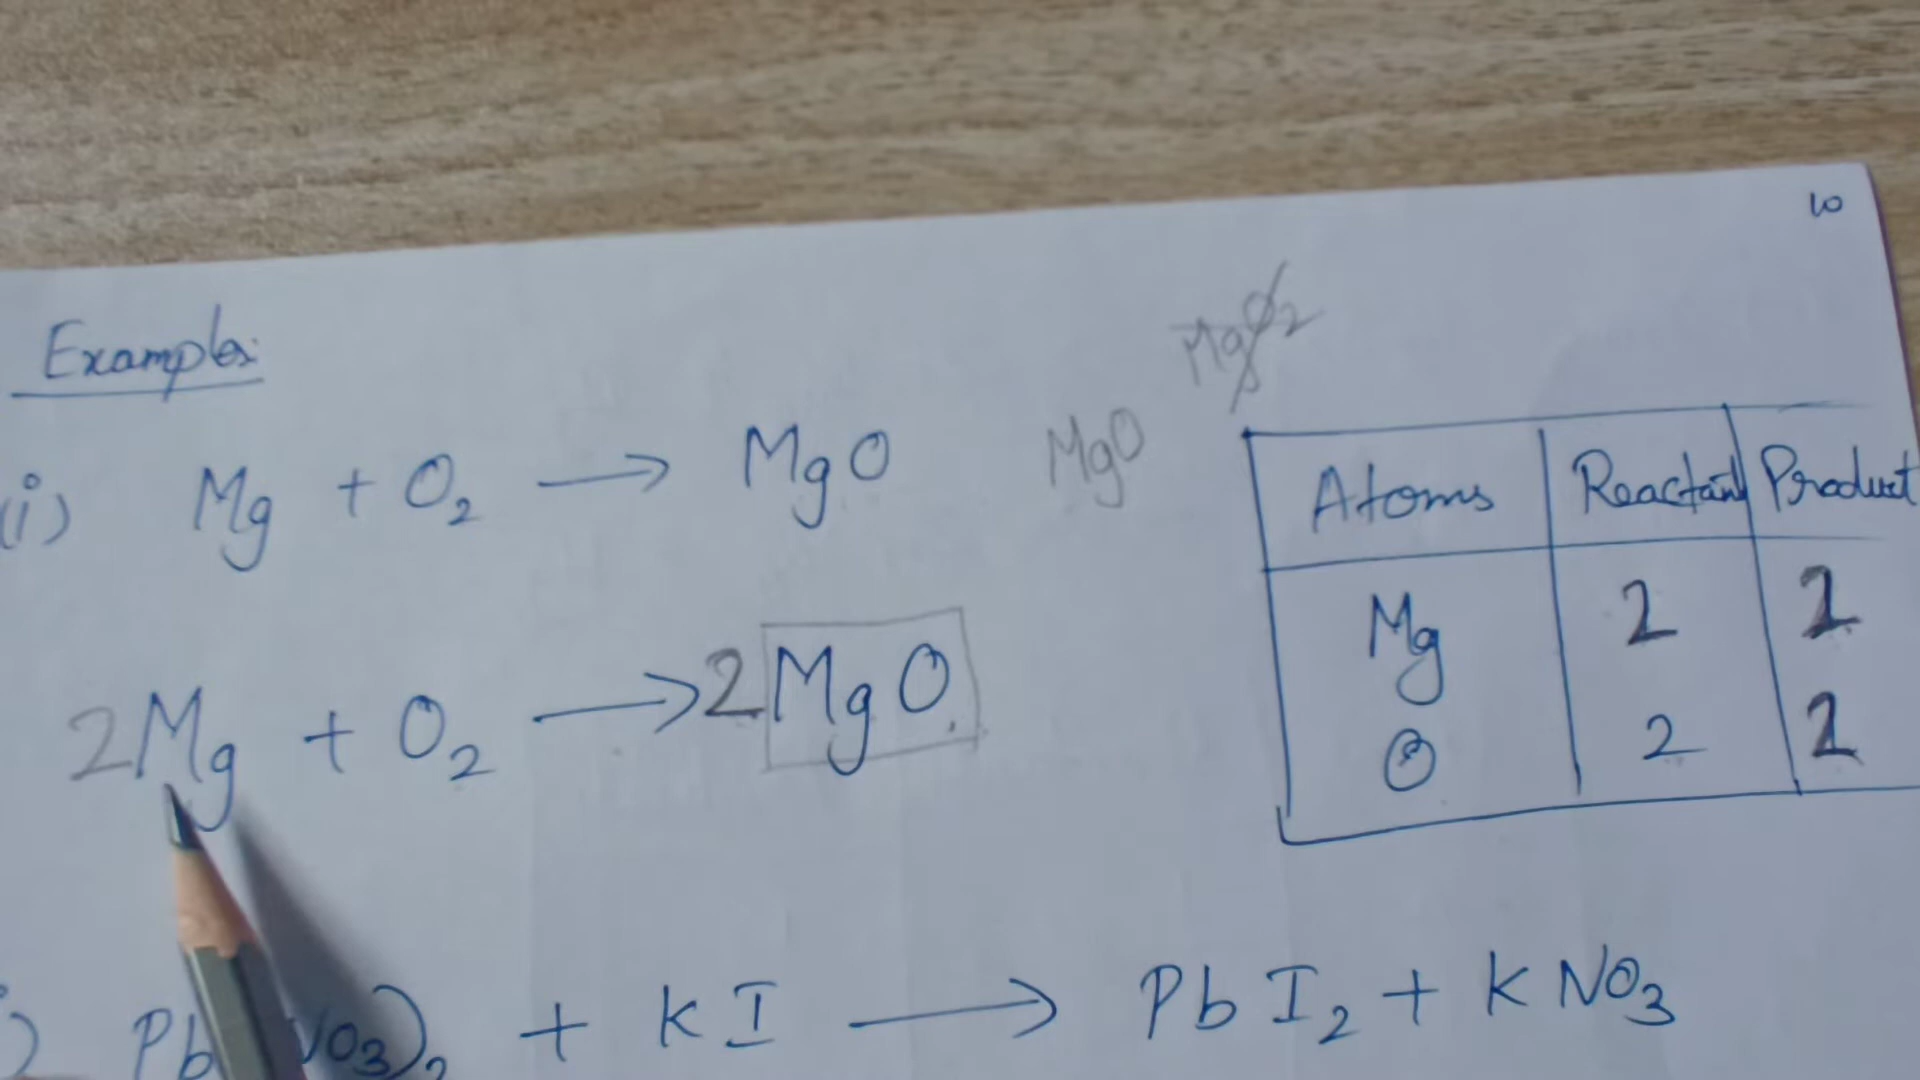 10
Examples:
MgO2
(i) Mg + O2 → MgO MgO
Atoms Reactant Product
Mg 2 2
O 2 2
2Mg + O2 → 2MgO
) Pb NO3)2 + KI → PbI2 + KNO3